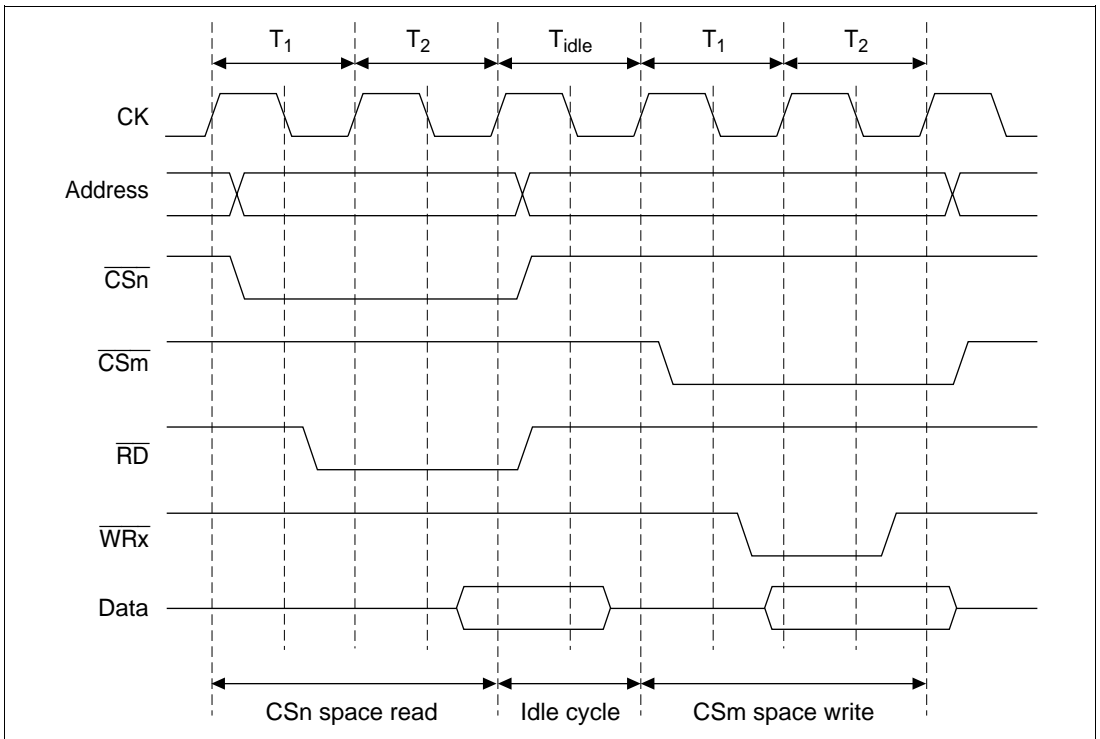 T1 T2 Tidle T1 T2
CK
Address
CSn
CSm
RD
WRx
Data
CSn space read Idle cycle CSm space write